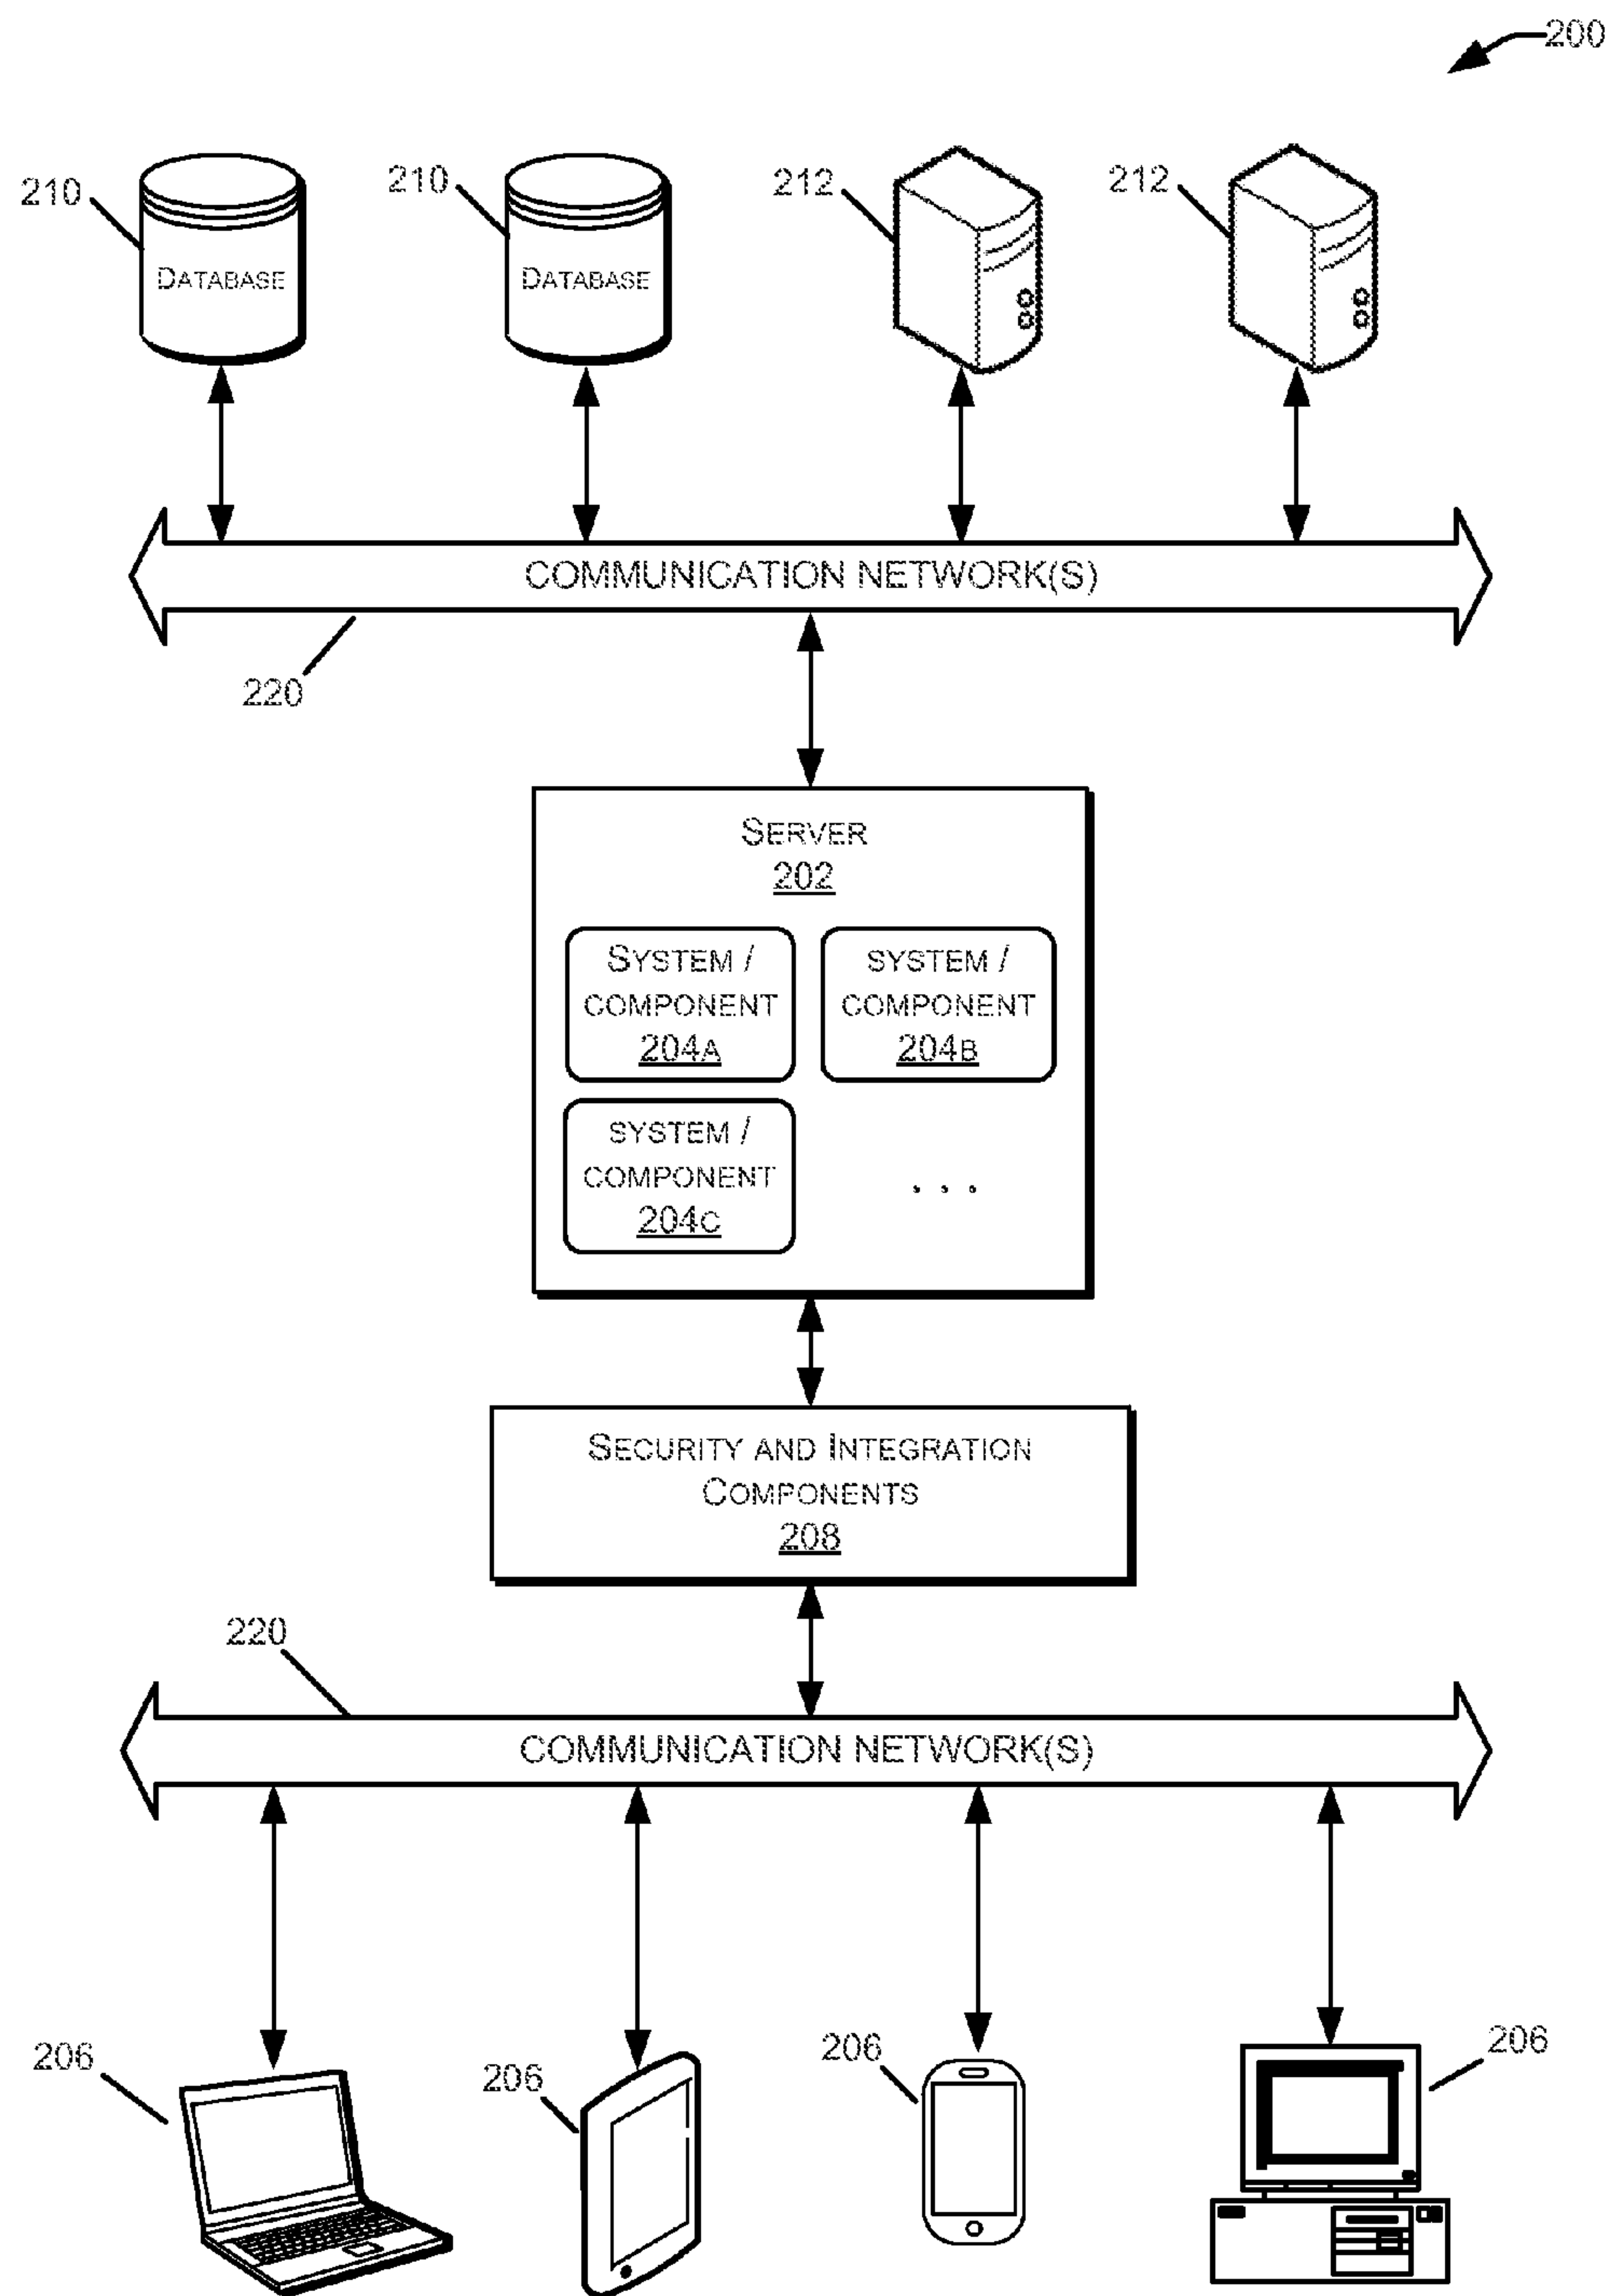 200
210
210
212
212
DATABASE
DATABASE
COMMUNICATION NETWORK(S)
220
SERVER
202
SYSTEM /
COMPONENT
204A
SYSTEM /
COMPONENT
204B
SYSTEM /
COMPONENT
204C
. . .
SECURITY AND INTEGRATION
COMPONENTS
208
220
COMMUNICATION NETWORK(S)
206
206
206
206